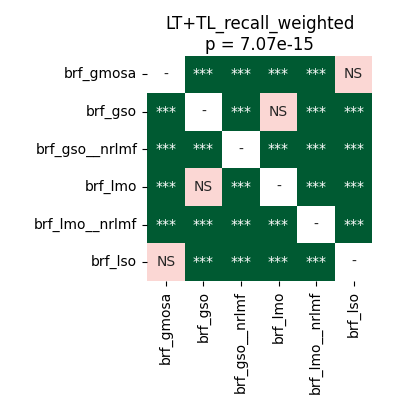 LT+TL_recall_weighted
p = 7.07e-15
brf_gmosa - *** *** *** *** NS
brf_gso *** - *** NS *** ***
brf_gso__nrlmf *** *** - *** *** ***
brf_lmo *** NS *** - *** ***
brf_lmo__nrlmf *** *** *** *** - ***
brf_lso NS *** *** *** *** -
brf_gmosa
brf_gso
brf_gso__nrlmf
brf_lmo
brf_lmo__nrlmf
brf_lso